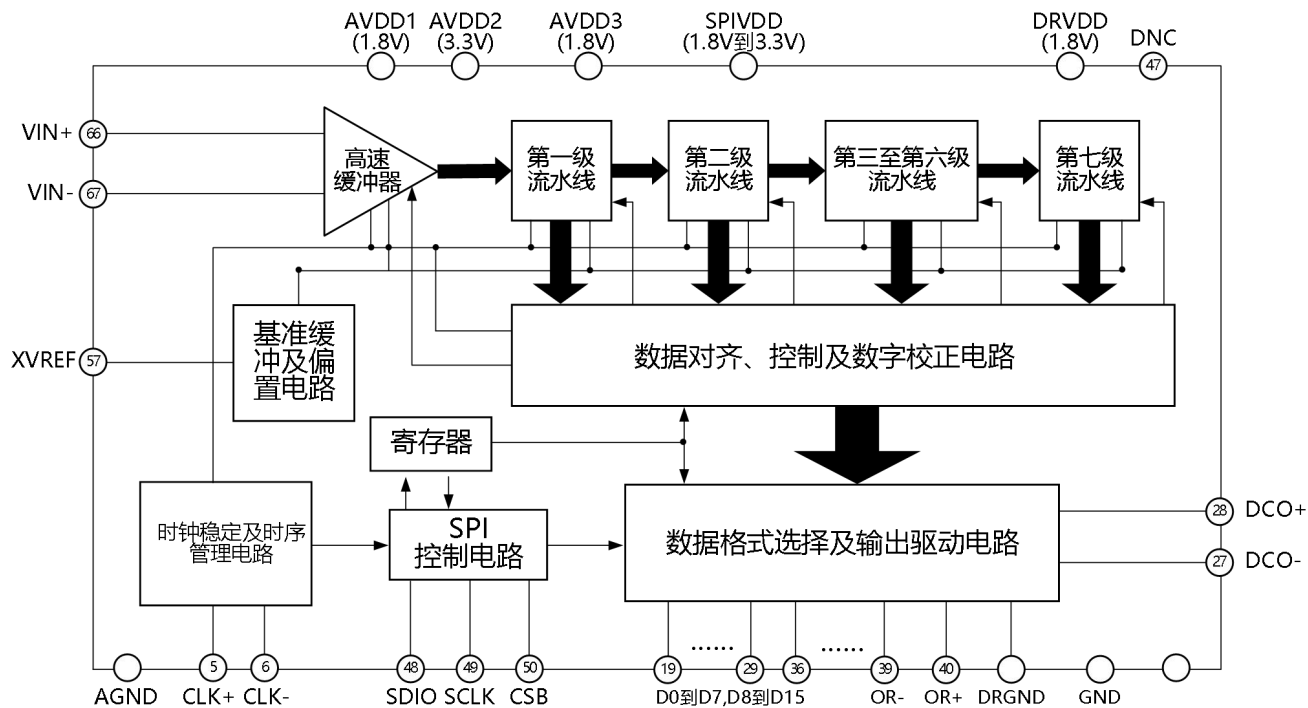 AVDD1
(1.8V)
AVDD2
(3.3V)
AVDD3
(1.8V)
SPIVDD
(1.8V到3.3V)
DRVDD
(1.8V)
DNC
47
VIN+
66
VIN-
67
高速
缓冲器
第一级
流水线
第二级
流水线
第三至第六级
流水线
第七级
流水线
XVREF
57
基准缓
冲及偏
置电路
数据对齐、控制及数字校正电路
寄存器
时钟稳定及时序
管理电路
SPI
控制电路
数据格式选择及输出驱动电路
28
DCO+
27
DCO-
5
6
48
49
50
19
......
29
36
......
39
40
AGND
CLK+
CLK-
SDIO
SCLK
CSB
D0到D7,D8到D15
OR-
OR+
DRGND
GND